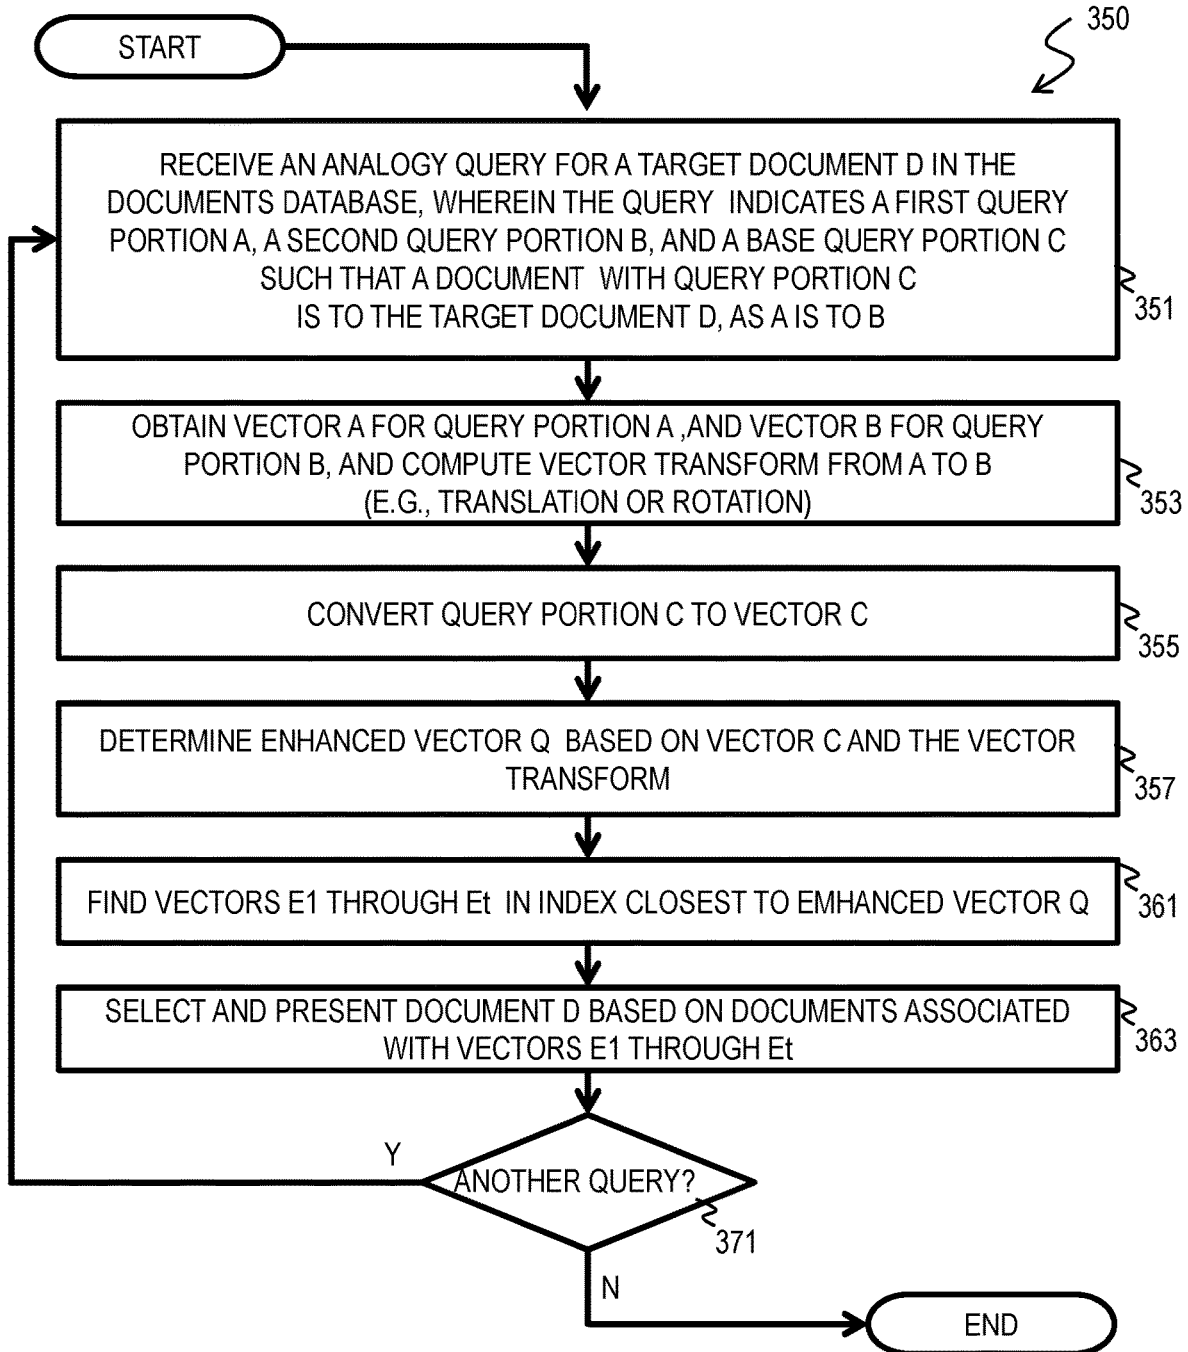 START
350
RECEIVE AN ANALOGY QUERY FOR A TARGET DOCUMENT D IN THE
DOCUMENTS DATABASE, WHEREIN THE QUERY INDICATES A FIRST QUERY
PORTION A, A SECOND QUERY PORTION B, AND A BASE QUERY PORTION C
SUCH THAT A DOCUMENT WITH QUERY PORTION C
IS TO THE TARGET DOCUMENT D, AS A IS TO B
351
OBTAIN VECTOR A FOR QUERY PORTION A ,AND VECTOR B FOR QUERY
PORTION B, AND COMPUTE VECTOR TRANSFORM FROM A TO B
(E.G., TRANSLATION OR ROTATION)
353
CONVERT QUERY PORTION C TO VECTOR C
355
DETERMINE ENHANCED VECTOR Q BASED ON VECTOR C AND THE VECTOR
TRANSFORM
357
FIND VECTORS E1 THROUGH Et IN INDEX CLOSEST TO EMHANCED VECTOR Q
361
SELECT AND PRESENT DOCUMENT D BASED ON DOCUMENTS ASSOCIATED
WITH VECTORS E1 THROUGH Et
363
Y
ANOTHER QUERY?
371
N
END